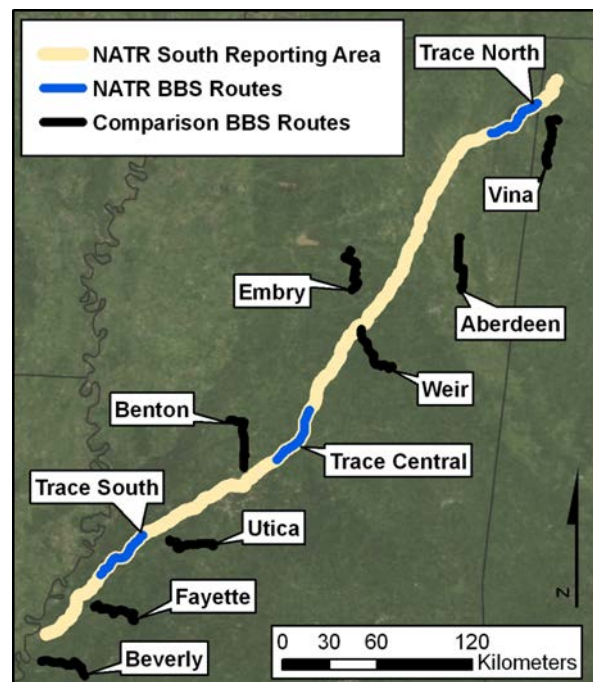 NATR South Reporting Area
NATR BBS Routes
Comparison BBS Routes
Trace North
Vina
Embry
Aberdeen
Weir
Benton
Trace Central
Trace South
Utica
Fayette
Beverly
N
0 30 60 120
Kilometers